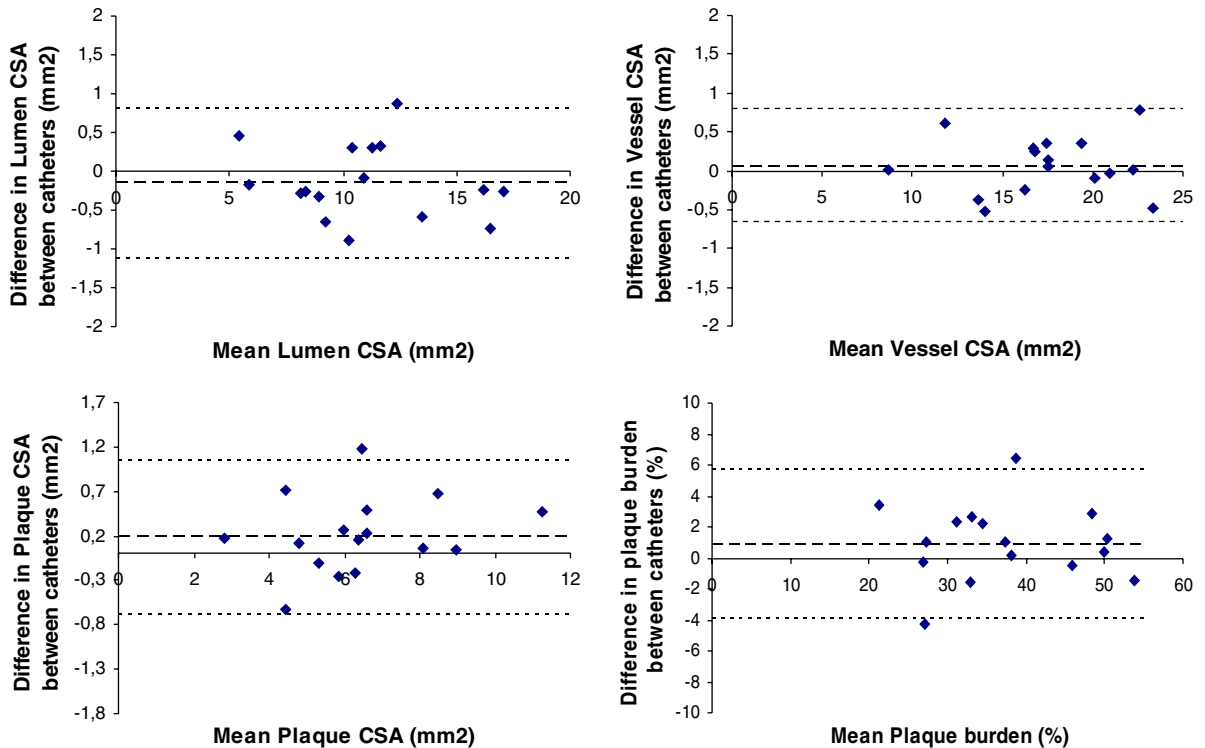 Difference in Lumen CSA
between catheters (mm2)
2
1,5
1
0,5
0
-0,5
-1
-1,5
-2
0 5 10 15 20
Mean Lumen CSA (mm2)
Difference in Vessel CSA
between catheters (mm2)
2
1,5
1
0,5
0
-0,5
-1
-1,5
-2
0 5 10 15 20 25
Mean Vessel CSA (mm2)
Difference in Plaque CSA
between catheters (mm2)
1,7
1,2
0,7
0,2
-0,3
-0,8
-1,3
-1,8
0 2 4 6 8 10 12
Mean Plaque CSA (mm2)
Difference in plaque burden
between catheters (%)
10
8
6
4
2
0
-2
-4
-6
-8
-10
0 10 20 30 40 50 60
Mean Plaque burden (%)